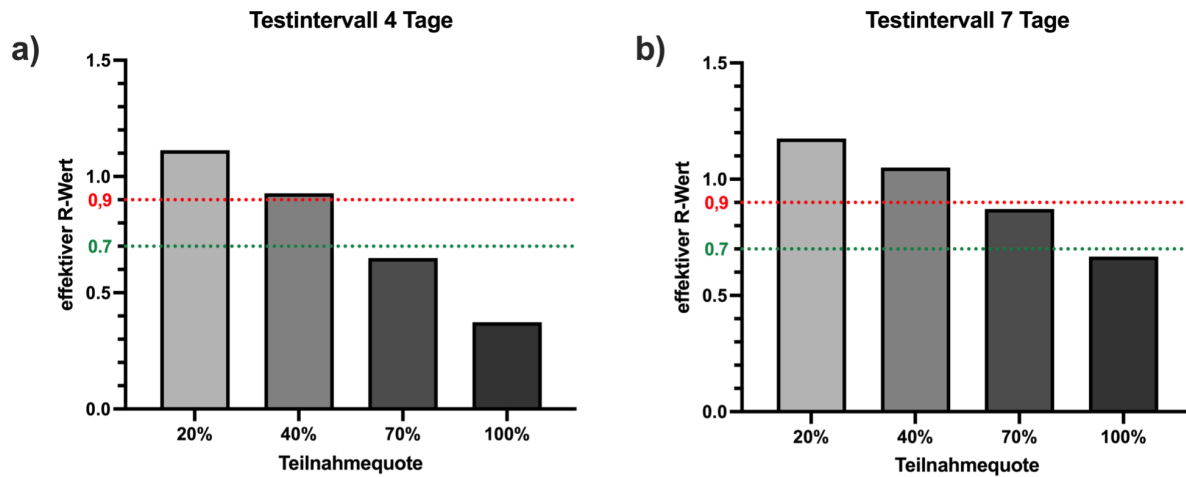 Testintervall 4 Tage
a)
effektiver R-Wert
1.5
1.0
0,9
0.7
0.5
0.0
20%
40%
70%
100%
Teilnahmequote
Testintervall 7 Tage
b)
effektiver R-Wert
1.5
1.0
0,9
0.7
0.5
0.0
20%
40%
70%
100%
Teilnahmequote